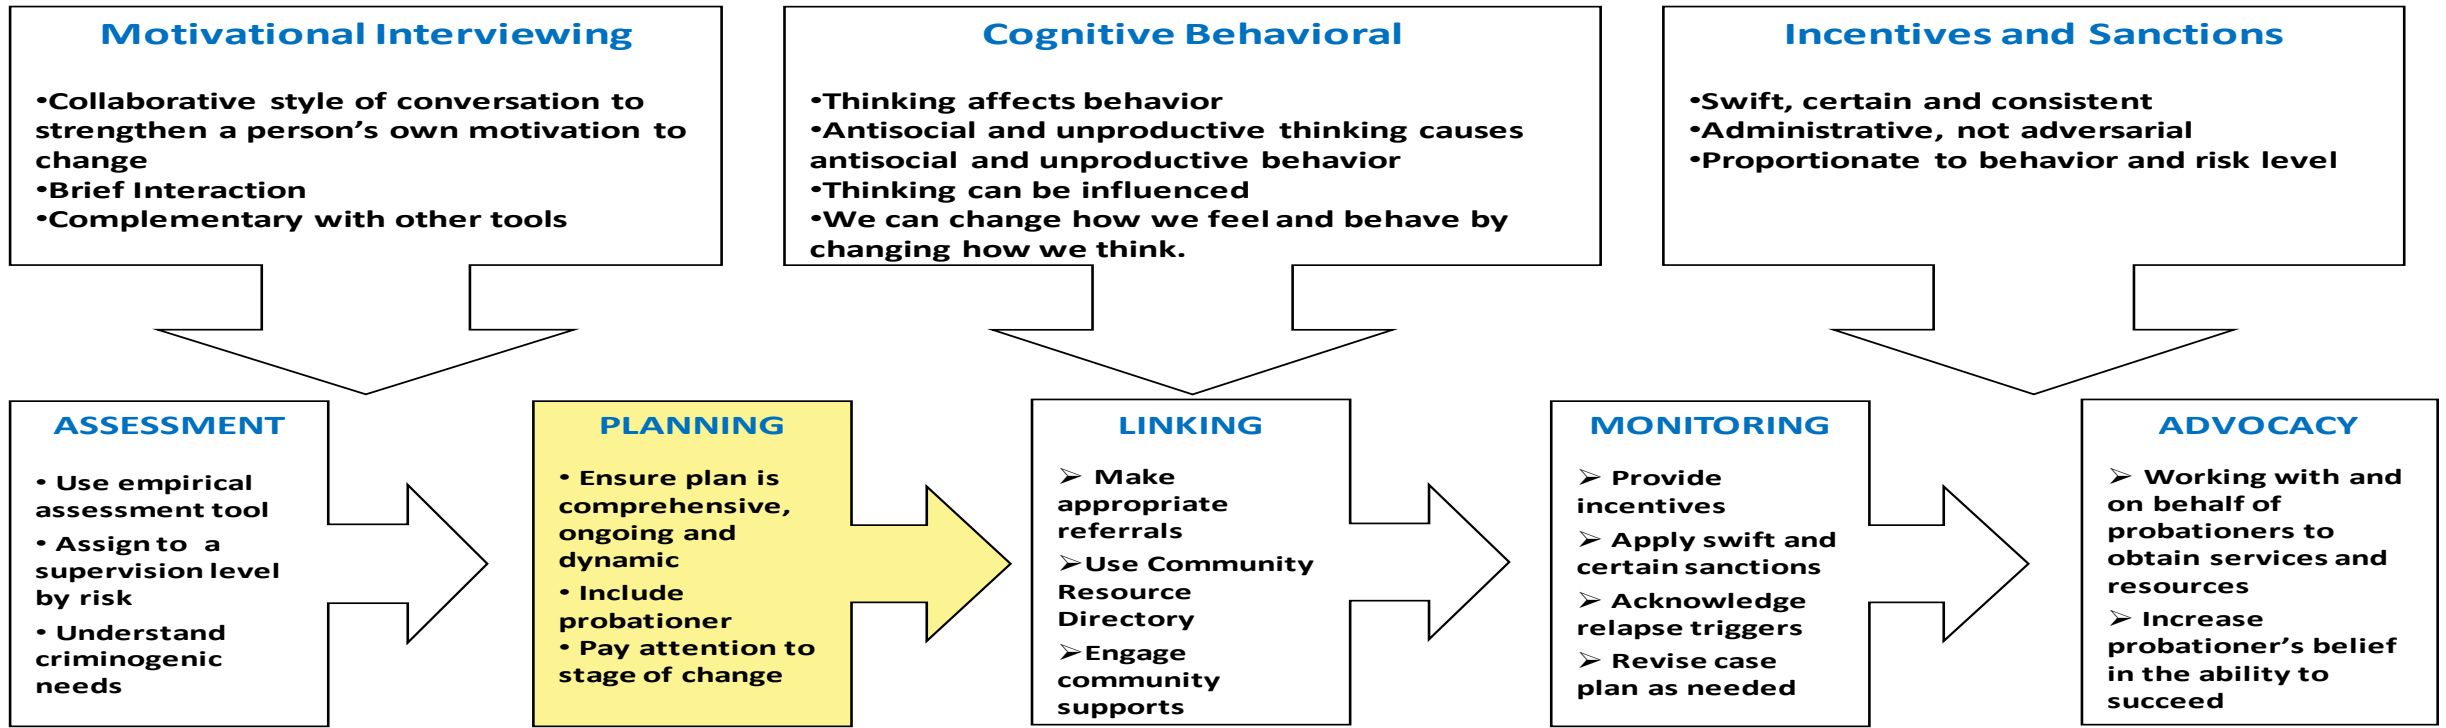 Motivational Interviewing
•Collaborative style of conversation to
strengthen a person’s own motivation to
change
•Brief Interaction
•Complementary with other tools
Cognitive Behavioral
•Thinking affects behavior
•Antisocial and unproductive thinking causes
antisocial and unproductive behavior
•Thinking can be influenced
•We can change how we feel and behave by
changing how we think.
Incentives and Sanctions
•Swift, certain and consistent
•Administrative, not adversarial
•Proportionate to behavior and risk level
ASSESSMENT
• Use empirical
assessment tool
• Assign to a
supervision level
by risk
• Understand
criminogenic
needs
PLANNING
• Ensure plan is
comprehensive,
ongoing and
dynamic
• Include
probationer
• Pay attention to
stage of change
LINKING
➢ Make
appropriate
referrals
➢Use Community
Resource
Directory
➢Engage
community
supports
MONITORING
➢ Provide
incentives
➢ Apply swift and
certain sanctions
➢ Acknowledge
relapse triggers
➢ Revise case
plan as needed
ADVOCACY
➢ Working with and
on behalf of
probationers to
obtain services and
resources
➢ Increase
probationer’s belief
in the ability to
succeed